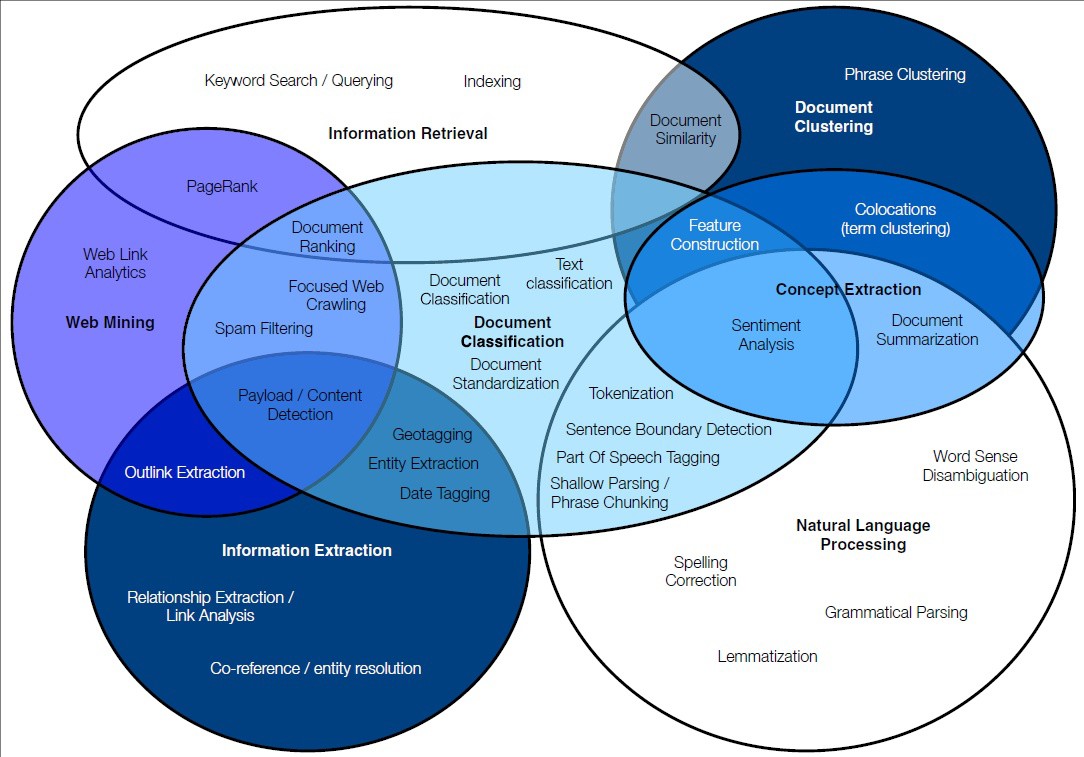 Keyword Search / Querying
Indexing
Information Retrieval
Phrase Clustering
Document
Clustering
Document
Similarity
PageRank
Document
Ranking
Feature
Construction
Colocations
(term clustering)
Web Link
Analytics
Focused Web
Crawling
Document
Classification
Text
classification
Concept Extraction
Web Mining
Spam Filtering
Document
Classification
Sentiment
Analysis
Document
Summarization
Document
Standardization
Payload / Content
Detection
Tokenization
Geotagging
Sentence Boundary Detection
Entity Extraction
Part Of Speech Tagging
Outlink Extraction
Date Tagging
Shallow Parsing /
Phrase Chunking
Word Sense
Disambiguation
Natural Language
Processing
Information Extraction
Spelling
Correction
Relationship Extraction /
Link Analysis
Grammatical Parsing
Co-reference / entity resolution
Lemmatization